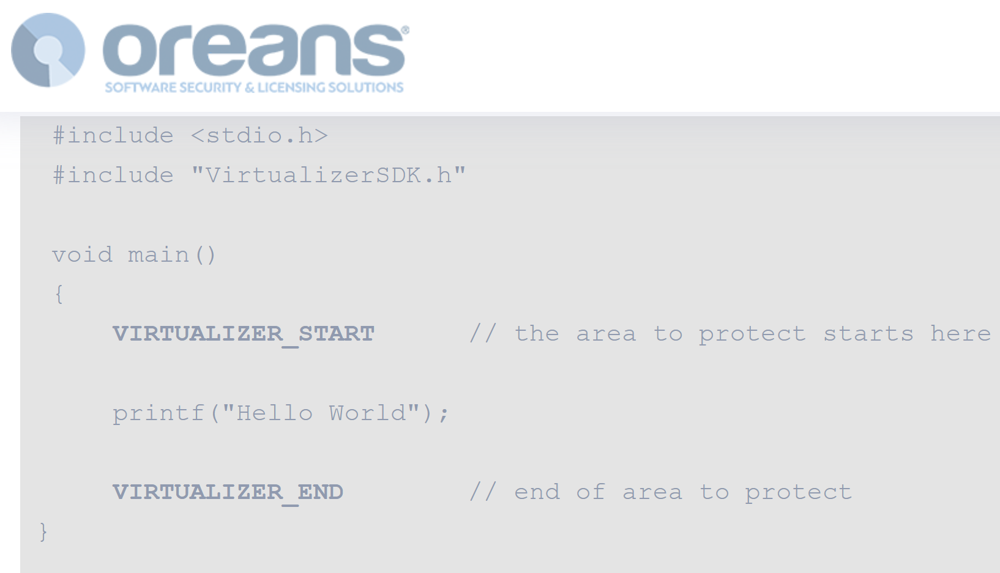 oreans®
SOFTWARE SECURITY & LICENSING SOLUTIONS
#include <stdio.h>
#include "VirtualizerSDK.h"
void main()
{
VIRTUALIZER_START // the area to protect starts here
printf("Hello World");
VIRTUALIZER_END // end of area to protect
}